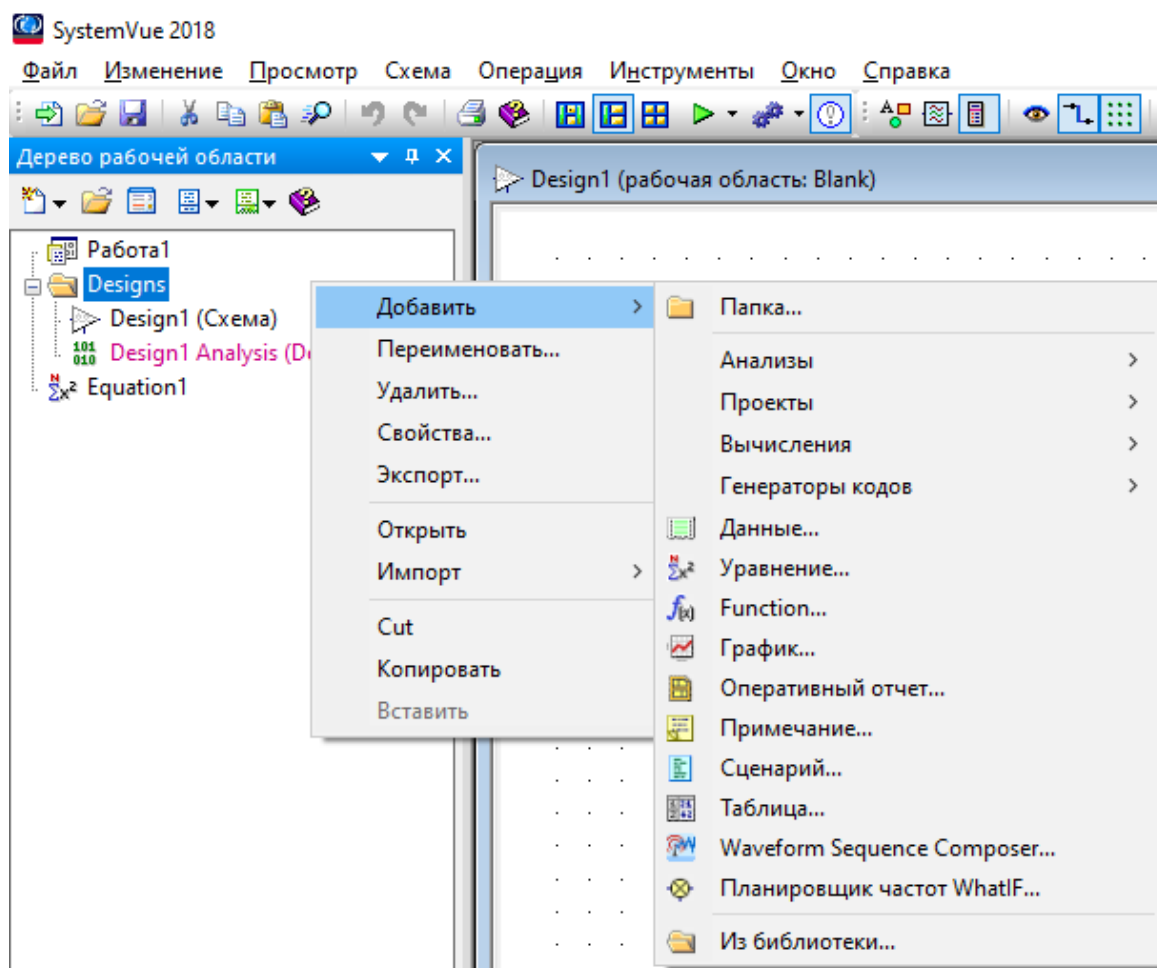 SystemVue 2018
Файл Изменение Просмотр Схема Операция Инструменты Окно Справка
Дерево рабочей области
Design1 (рабочая область: Blank)
Работа1
Designs
Design1 (Схема)
Design1 Analysis (D
Equation1
Добавить
Переименовать...
Удалить...
Свойства...
Экспорт...
Открыть
Импорт
Cut
Копировать
Вставить
Папка...
Анализы
Проекты
Вычисления
Генераторы кодов
Данные...
Уравнение...
Function...
График...
Оперативный отчет...
Примечание...
Сценарий...
Таблица...
Waveform Sequence Composer...
Планировщик частот WhatIF...
Из библиотеки...